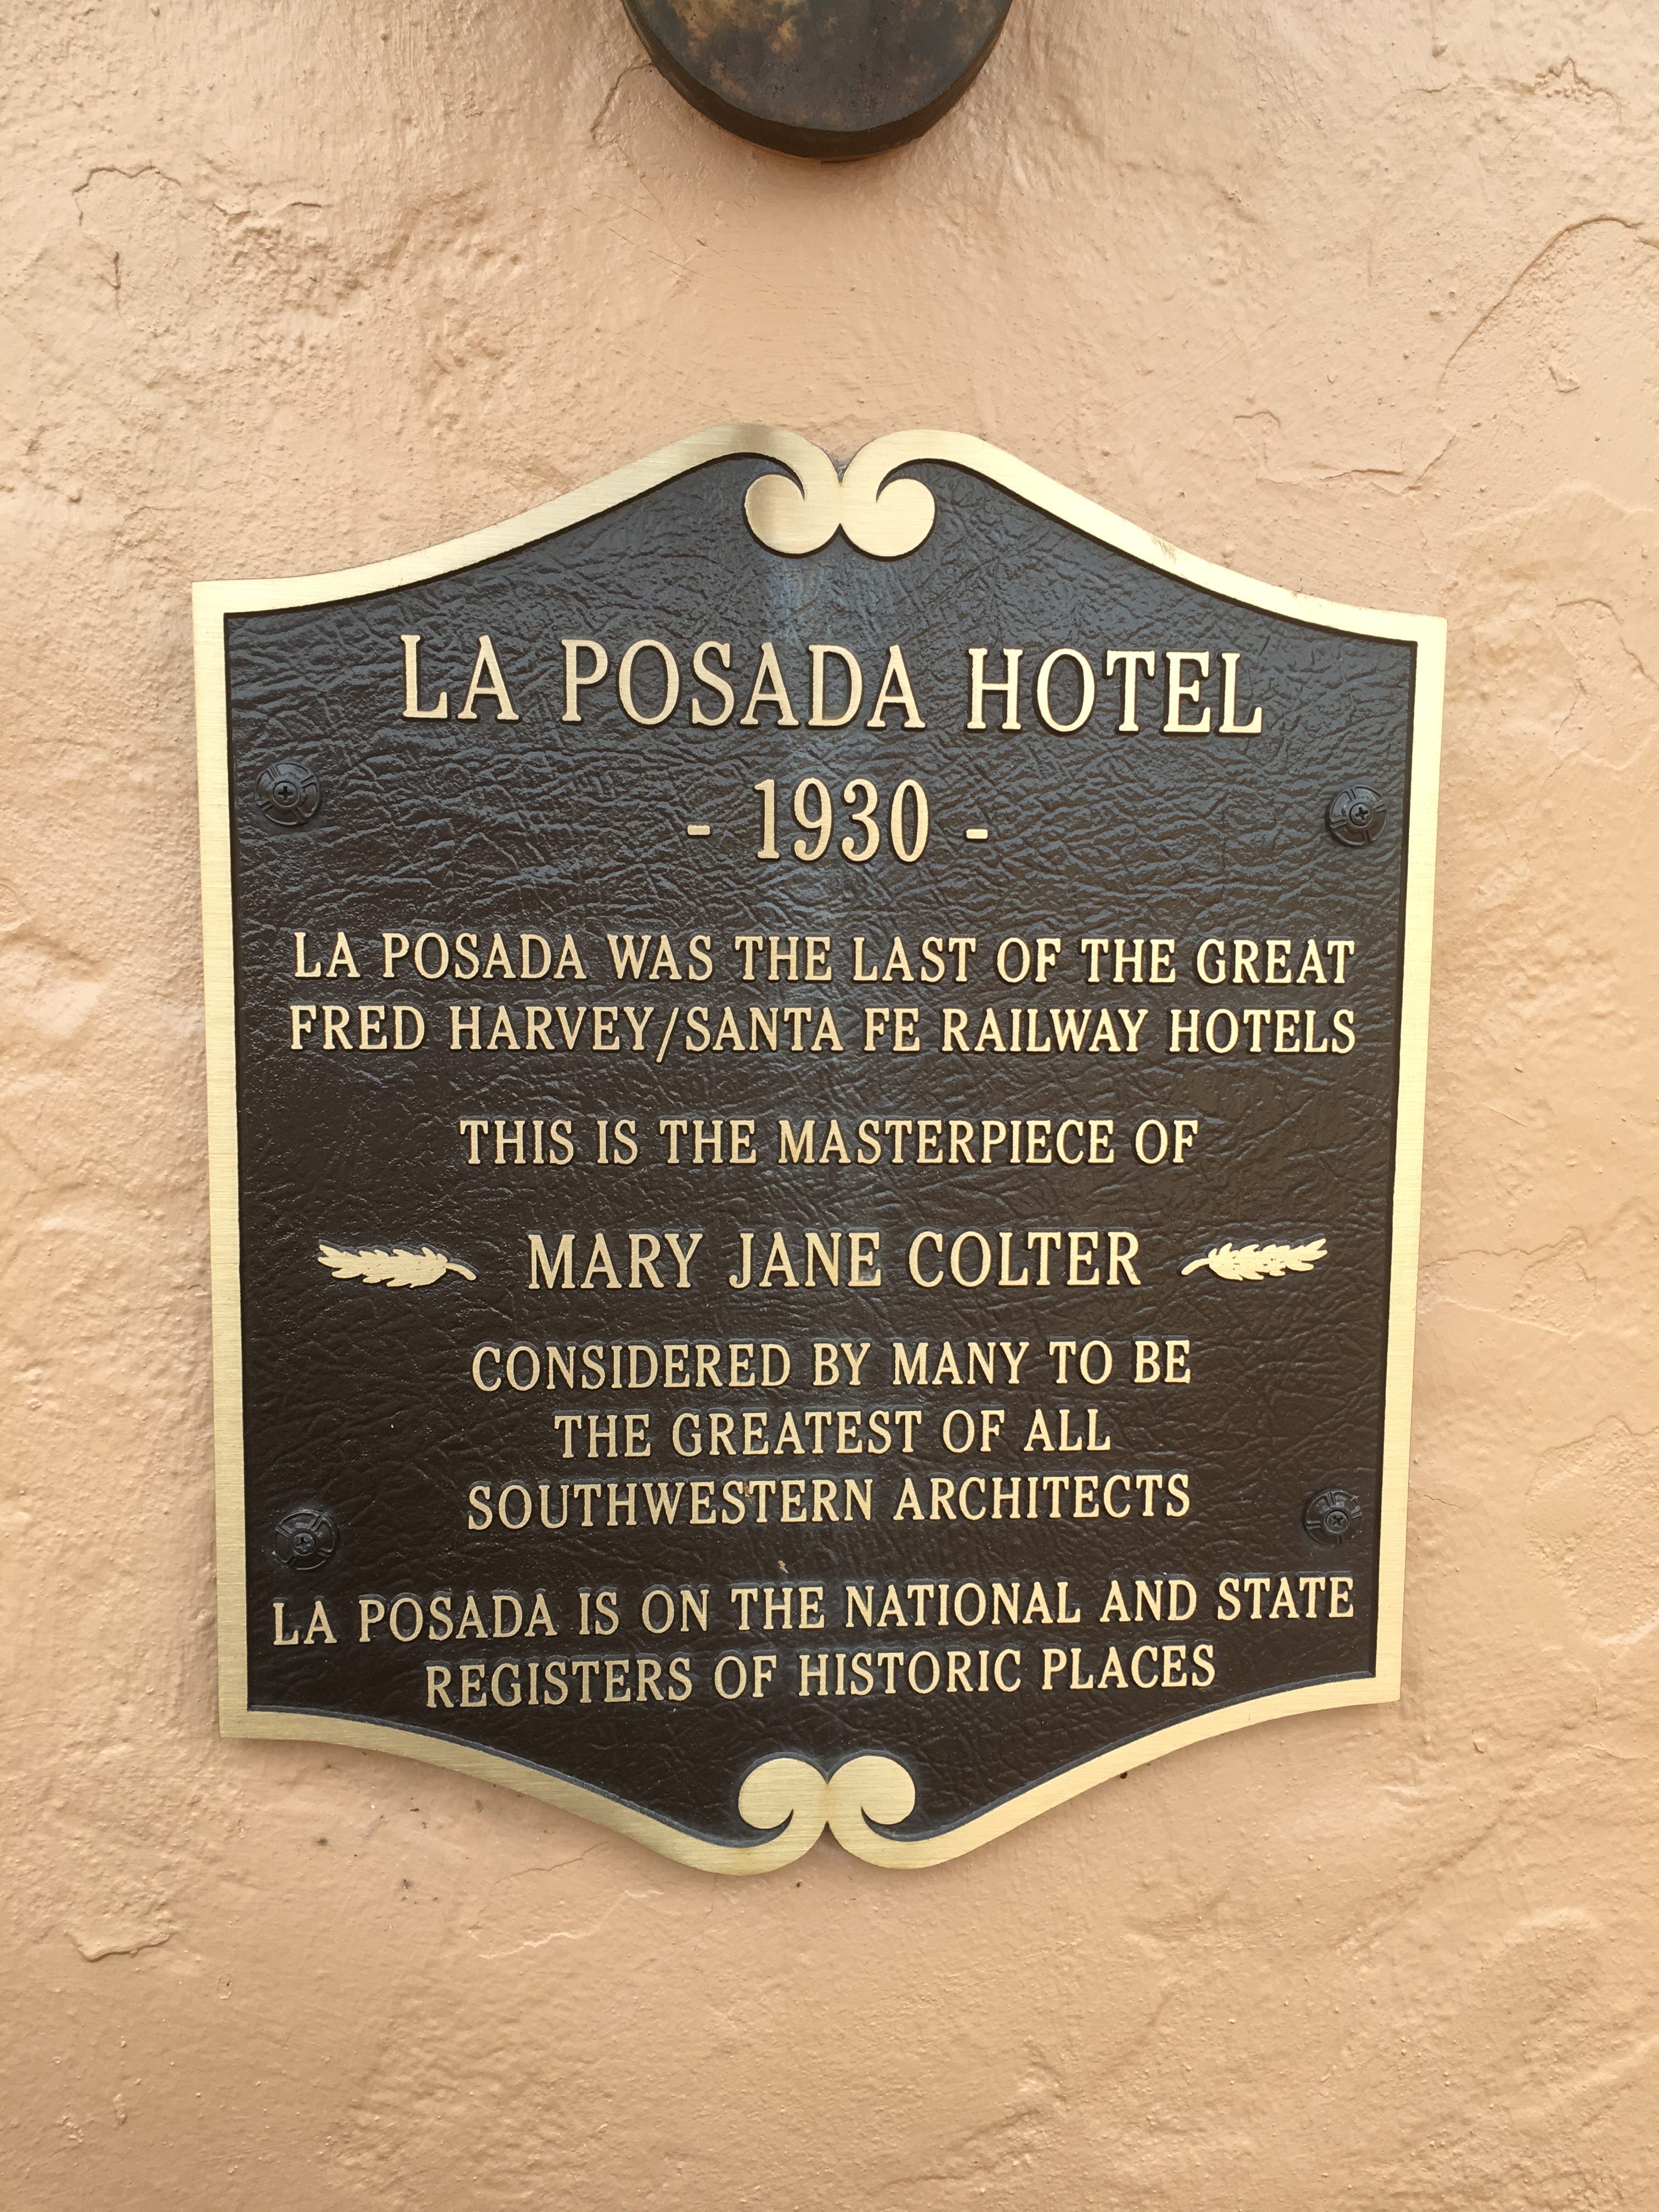 LA POSADA HOTEL
- 1930 -
LA POSADA WAS THE LAST OF THE GREAT
FRED HARVEY/SANTA FE RAILWAY HOTELS
THIS IS THE MASTERPIECE OF
MARY JANE COLTER
CONSIDERED BY MANY TO BE
THE GREATEST OF ALL
SOUTHWESTERN ARCHITECTS
LA POSADA IS ON THE NATIONAL AND STATE
REGISTERS OF HISTORIC PLACES